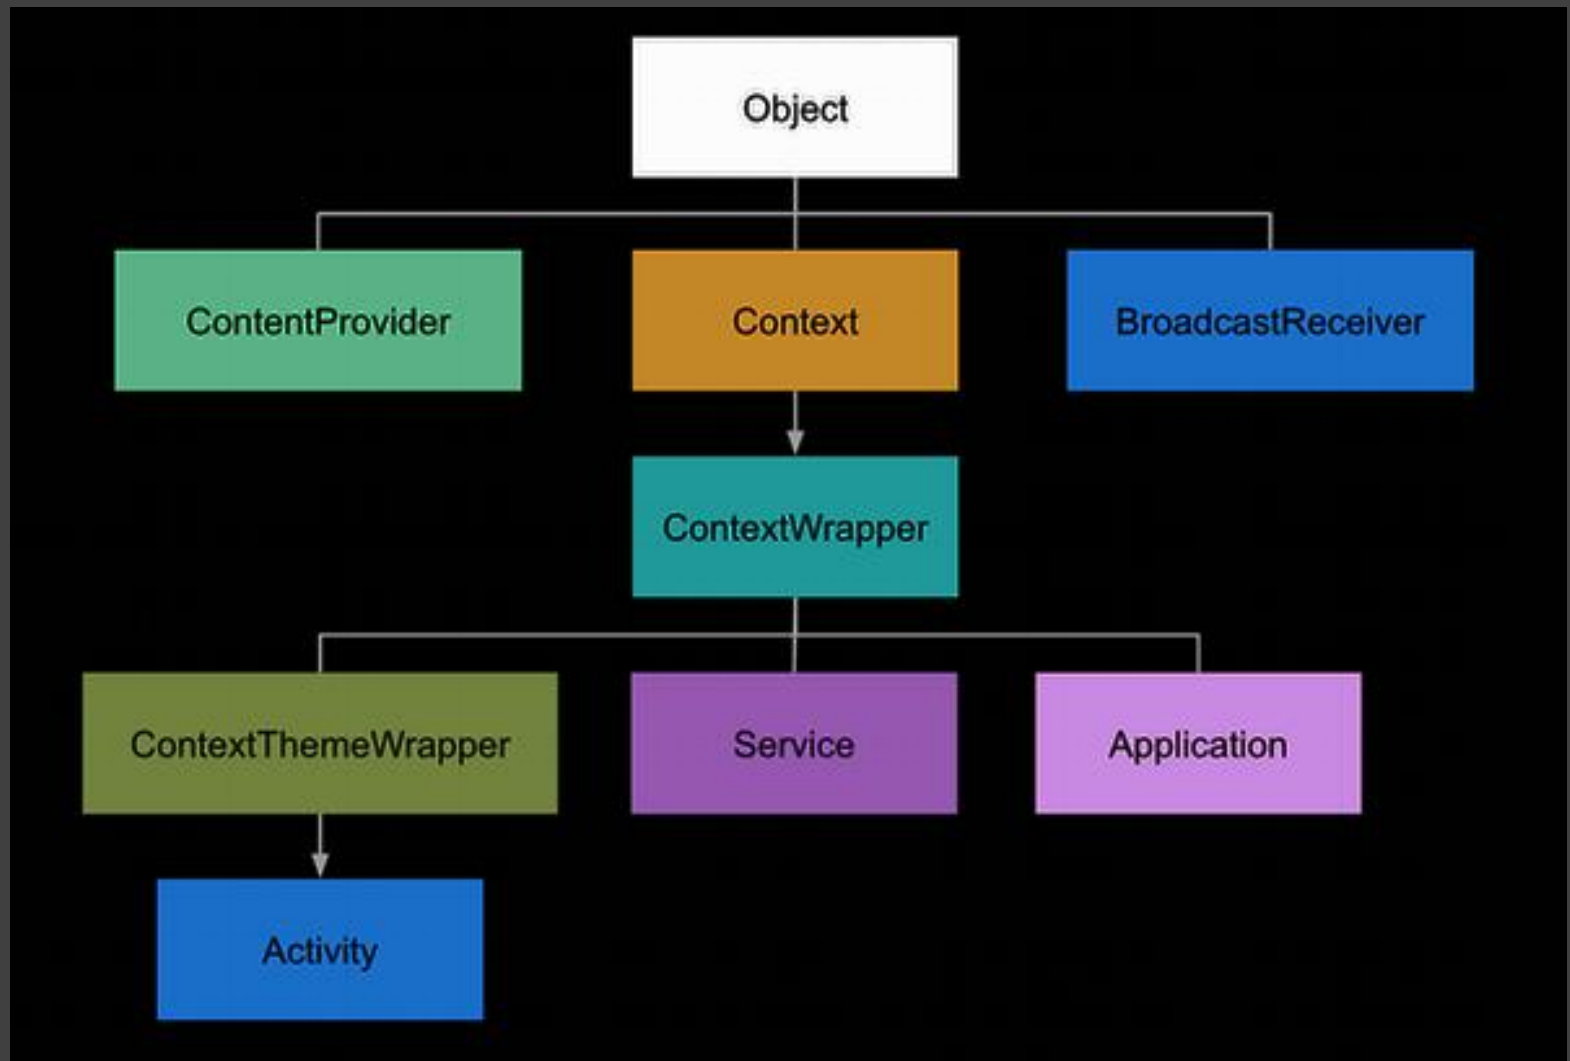 Object
ContentProvider
Context
BroadcastReceiver
ContextWrapper
ContextThemeWrapper
Service
Application
Activity